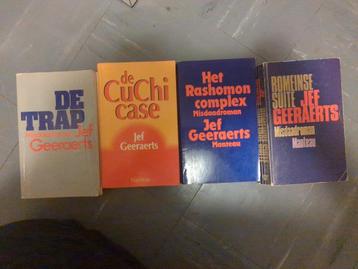 DE
TRAP
Jef
Geeraerts
de
CuChi
case
Jef
Geeraerts
Manteau
Het
Rashomon
complex
Misdaadroman
Jef
Geeraerts
Manteau
ROMEINSE
SUITE JEF
GEERAERTS
Misdaadroman
Manteau